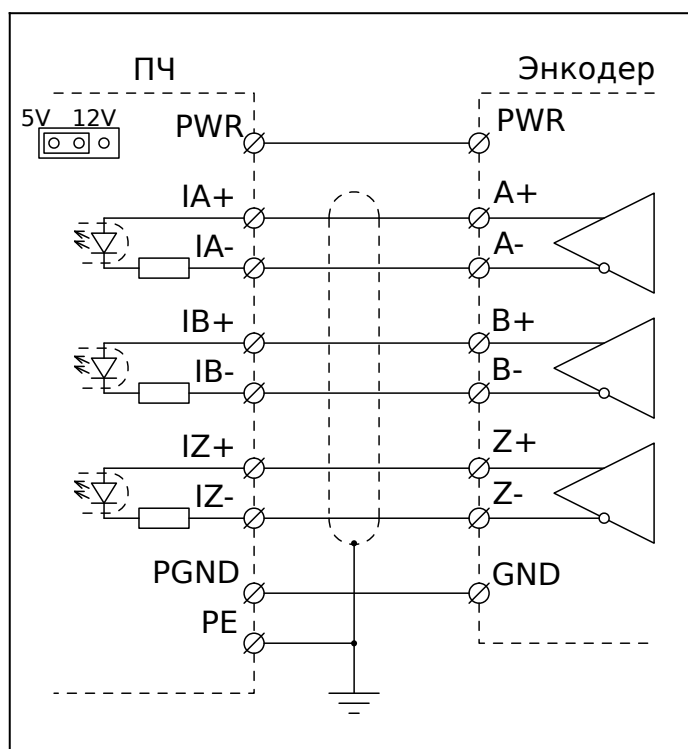 ПЧ Энкодер
5V 12V
PWR PWR
IA+ A+
IA- A-
IB+ B+
IB- B-
IZ+ Z+
IZ- Z-
PGND GND
PE